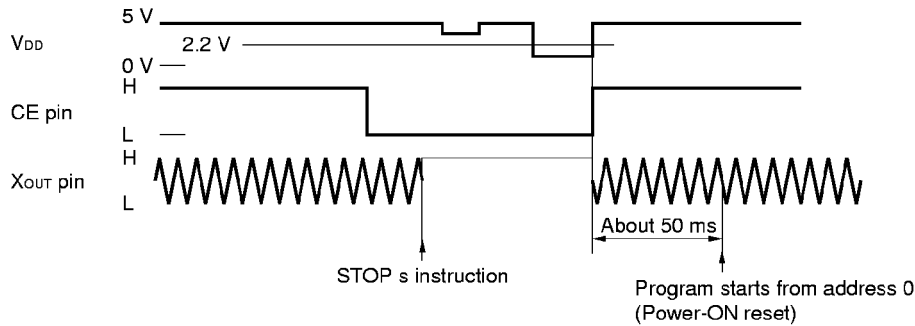 5 V
VDD
2.2 V
0 V
H
CE pin
L
H
XOUT pin
L
About 50 ms
STOP s instruction
Program starts from address 0
(Power-ON reset)